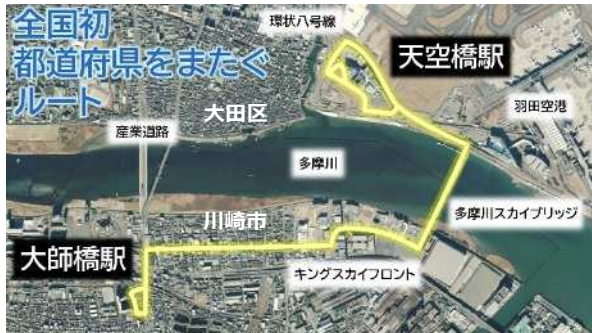 全国初
都道府県をまたぐ
ルート
環状八号線
天空橋駅
大田区
羽田空港
産業道路
多摩川
多摩川スカイブリッジ
川崎市
大師橋駅
キングスカイフロント